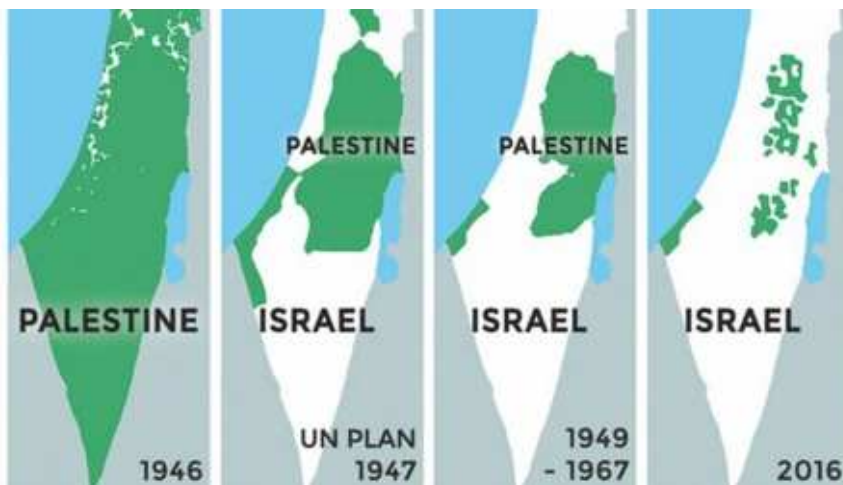 PALESTINE
1946
PALESTINE
ISRAEL
UN PLAN
1947
PALESTINE
ISRAEL
1949
- 1967
ISRAEL
2016